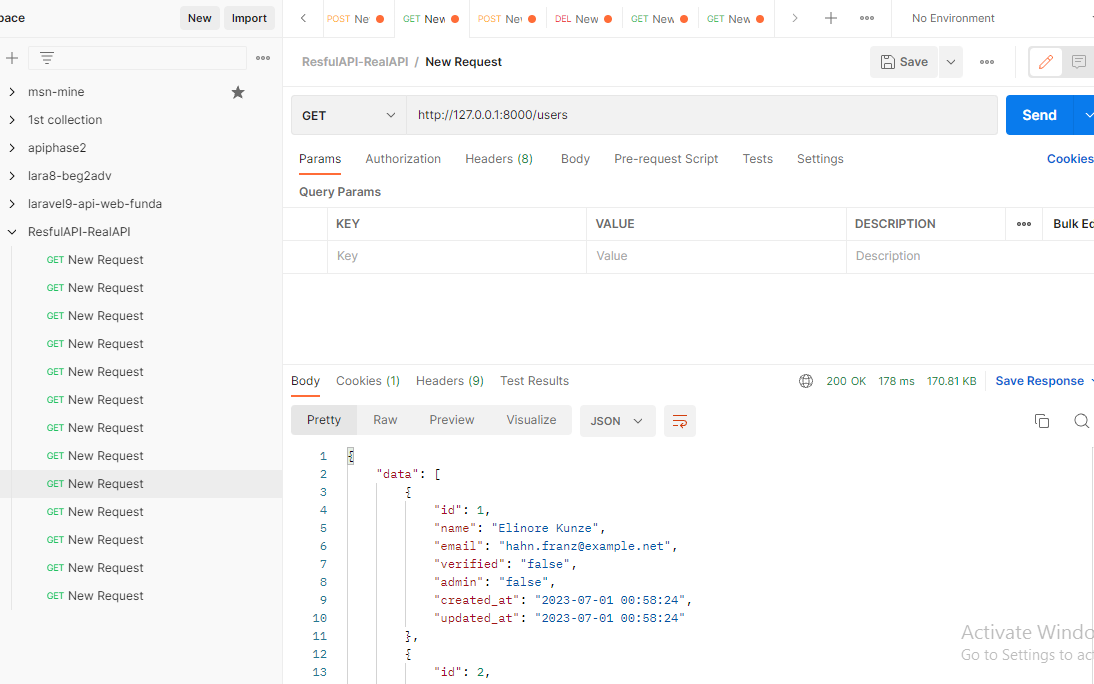 pace New Import
POST Ne GET New POST Ne DEL New GET New GET New No Environment
ResfulAPI-RealAPI / New Request Save
msn-mine
1st collection
apiphase2
lara8-beg2adv
laravel9-api-web-funda
ResfulAPI-RealAPI
GET New Request
GET New Request
GET New Request
GET New Request
GET New Request
GET New Request
GET New Request
GET New Request
GET New Request
GET New Request
GET New Request
GET New Request
GET New Request
GET http://127.0.0.1:8000/users Send
Params Authorization Headers (8) Body Pre-request Script Tests Settings Cookies
Query Params
KEY VALUE DESCRIPTION Bulk Ed
Key Value Description
Body Cookies (1) Headers (9) Test Results 200 OK 178 ms 170.81 KB Save Response
Pretty Raw Preview Visualize JSON
1 {
2 "data": [
3 {
4 "id": 1,
5 "name": "Elinore Kunze",
6 "email": "hahn.franz@example.net",
7 "verified": "false",
8 "admin": "false",
9 "created_at": "2023-07-01 00:58:24",
10 "updated_at": "2023-07-01 00:58:24"
11 },
12 {
13 "id": 2,
Activate Windo
Go to Settings to act